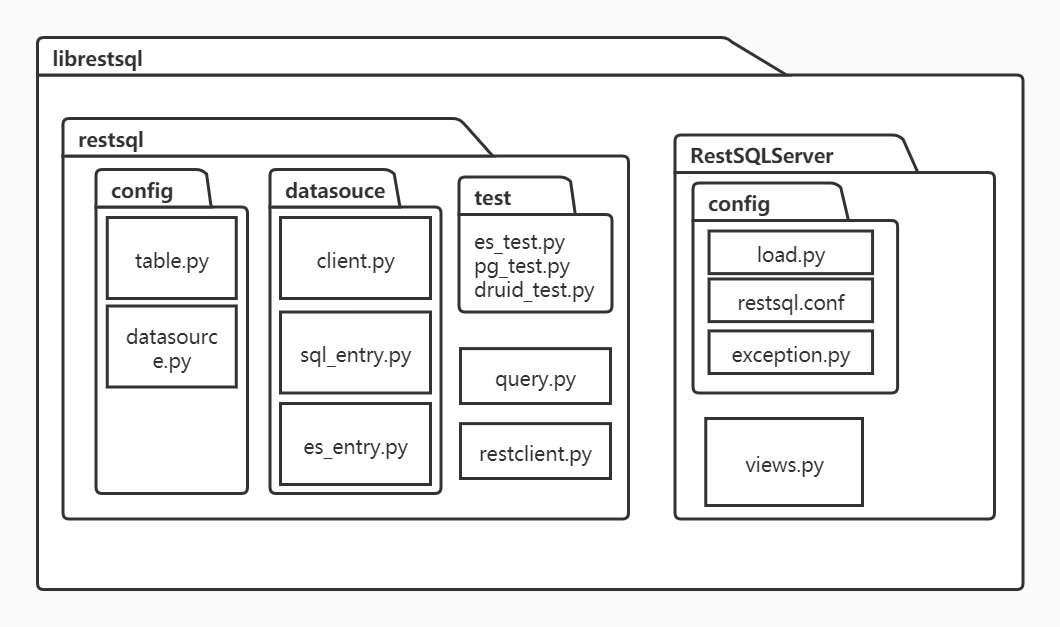 librestsql
restsql
config
table.py
datasourc
e.py
datasouce
client.py
sql_entry.py
es_entry.py
test
es_test.py
pg_test.py
druid_test.py
query.py
restclient.py
RestSQLServer
config
load.py
restsql.conf
exception.py
views.py